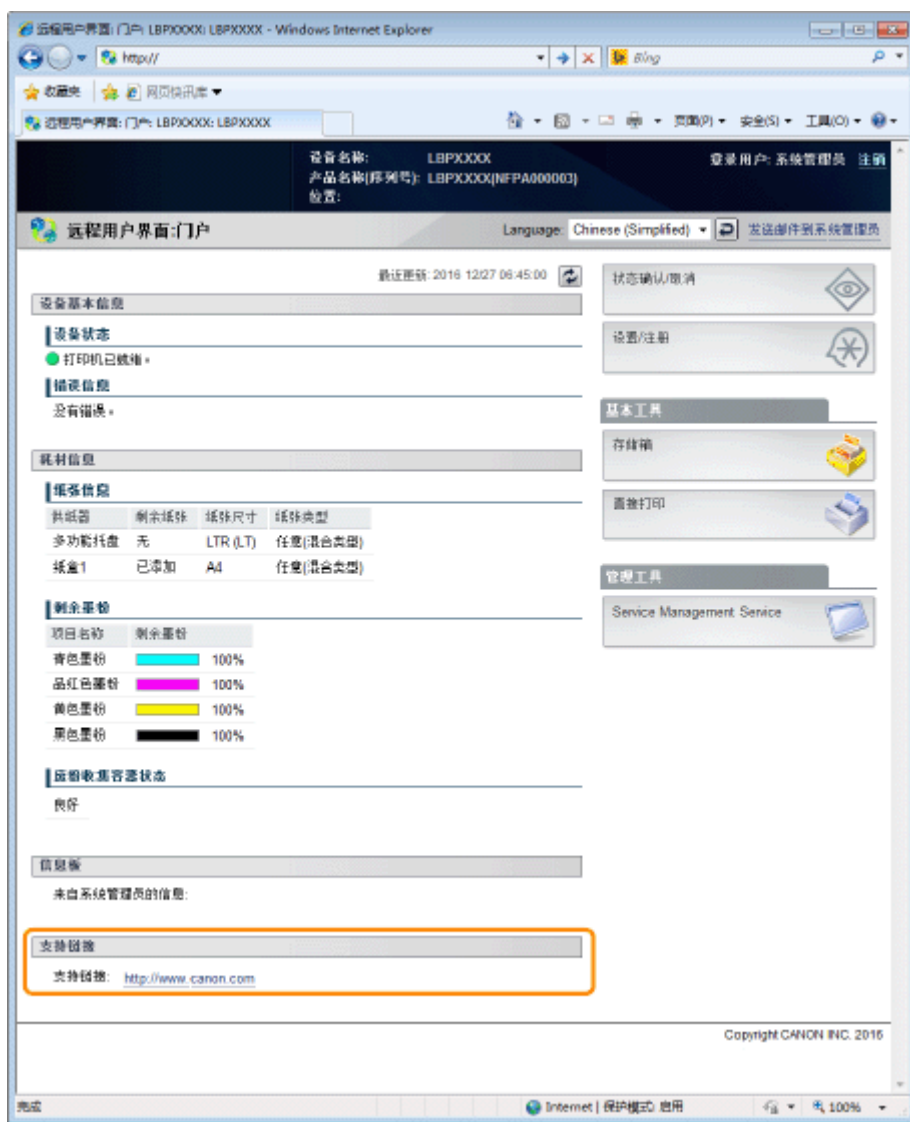 远程用户界面: 门户: LBPXXXX: LBPXXXX - Windows Internet Explorer
http://
Bing
收藏夹
网页快讯库
远程用户界面: 门户: LBPXXXX: LBPXXXX
页面(P) 安全(S) 工具(O)
设备名称: LBPXXXX
产品名称(序列号): LBPXXXX(NFPA000003)
位置:
登录用户: 系统管理员 注销
远程用户界面:门户
Language: Chinese (Simplified) 发送邮件到系统管理员
最近更新: 2016 12/27 06:45:00
设备基本信息
设备状态
打印机已就绪。
错误信息
没有错误。
耗材信息
纸张信息
供纸器 剩余纸张 纸张尺寸 纸张类型
多功能托盘 无 LTR (LT) 任意(混合类型)
纸盒1 已添加 A4 任意(混合类型)
剩余墨粉
项目名称 剩余墨粉
青色墨粉 100%
品红色墨粉 100%
黄色墨粉 100%
黑色墨粉 100%
废粉收集容器状态
良好
信息板
来自系统管理员的信息:
支持链接
支持链接: http://www.canon.com
状态确认/取消
设置/注册
基本工具
存储箱
直接打印
管理工具
Service Management Service
Copyright CANON INC. 2016
完成
Internet | 保护模式: 启用
100%